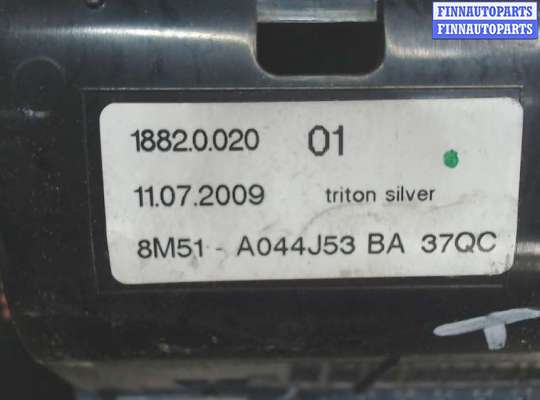 FINNAUTOPARTS
FINNAUTOPARTS
1882.0.020 01
11.07.2009 triton silver
8M51 - A044J53 BA 37QC